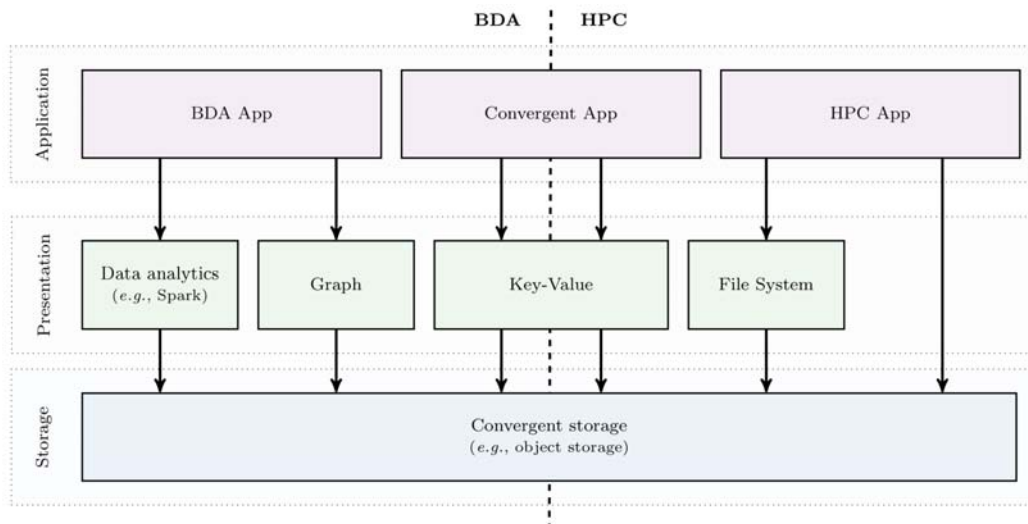 BDA HPC
Application
BDA App
Convergent App
HPC App
Presentation
Data analytics
(e.g., Spark)
Graph
Key-Value
File System
Storage
Convergent storage
(e.g., object storage)